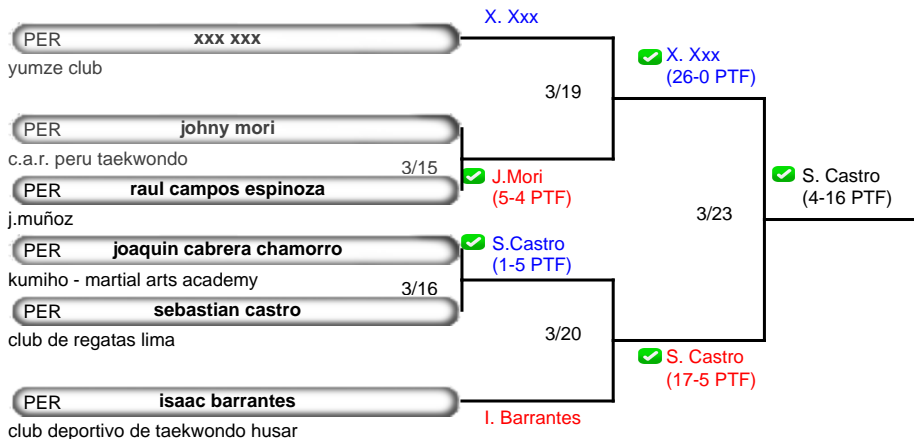 X. Xxx
PER xxx xxx
yumze club
X. Xxx
(26-0 PTF)
3/19
PER johny mori
c.a.r. peru taekwondo
3/15
J.Mori
(5-4 PTF)
PER raul campos espinoza
j.muñoz
S. Castro
(4-16 PTF)
3/23
PER joaquin cabrera chamorro
kumiho - martial arts academy
S.Castro
(1-5 PTF)
3/16
PER sebastian castro
club de regatas lima
3/20
S. Castro
(17-5 PTF)
PER isaac barrantes
I. Barrantes
club deportivo de taekwondo husar